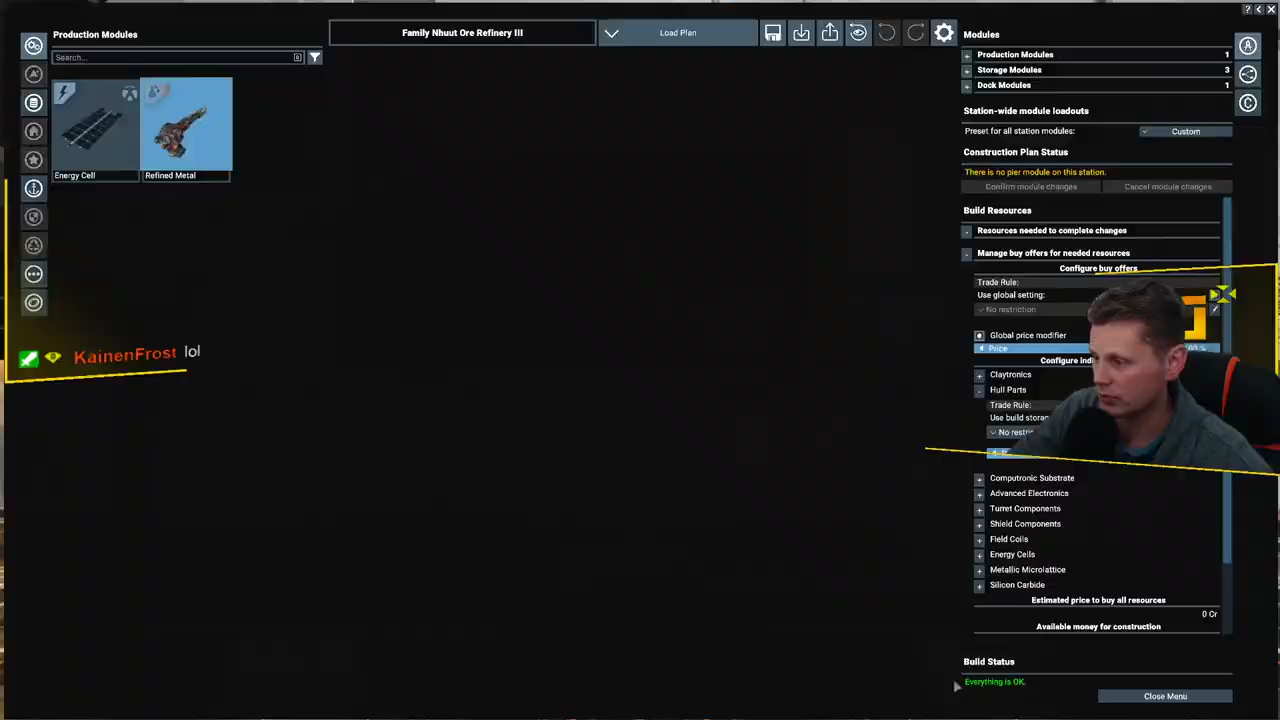 Production Modules
Search...
Energy Cell
Refined Metal
KainenFrost lol
Family Nhuut Ore Refinery III
Load Plan
Modules
Production Modules 1
Storage Modules 3
Dock Modules 1
Station-wide module loadouts
Preset for all station modules: Custom
Construction Plan Status
There is no pier module on this station.
Confirm module changes Cancel module changes
Build Resources
Resources needed to complete changes
Manage buy offers for needed resources
Configure buy offers
Trade Rule:
Use global setting:
No restriction
Global price modifier
Price
Configure
Claytronics
Hull Parts
Trade Rule:
Use build
Computronic Substrate
Advanced Electronics
Turret Components
Shield Components
Field Coils
Energy Cells
Metallic Microlattice
Silicon Carbide
Estimated price to buy all resources
0 Cr
Available money for construction
Build Status
Everything is OK.
Close Menu